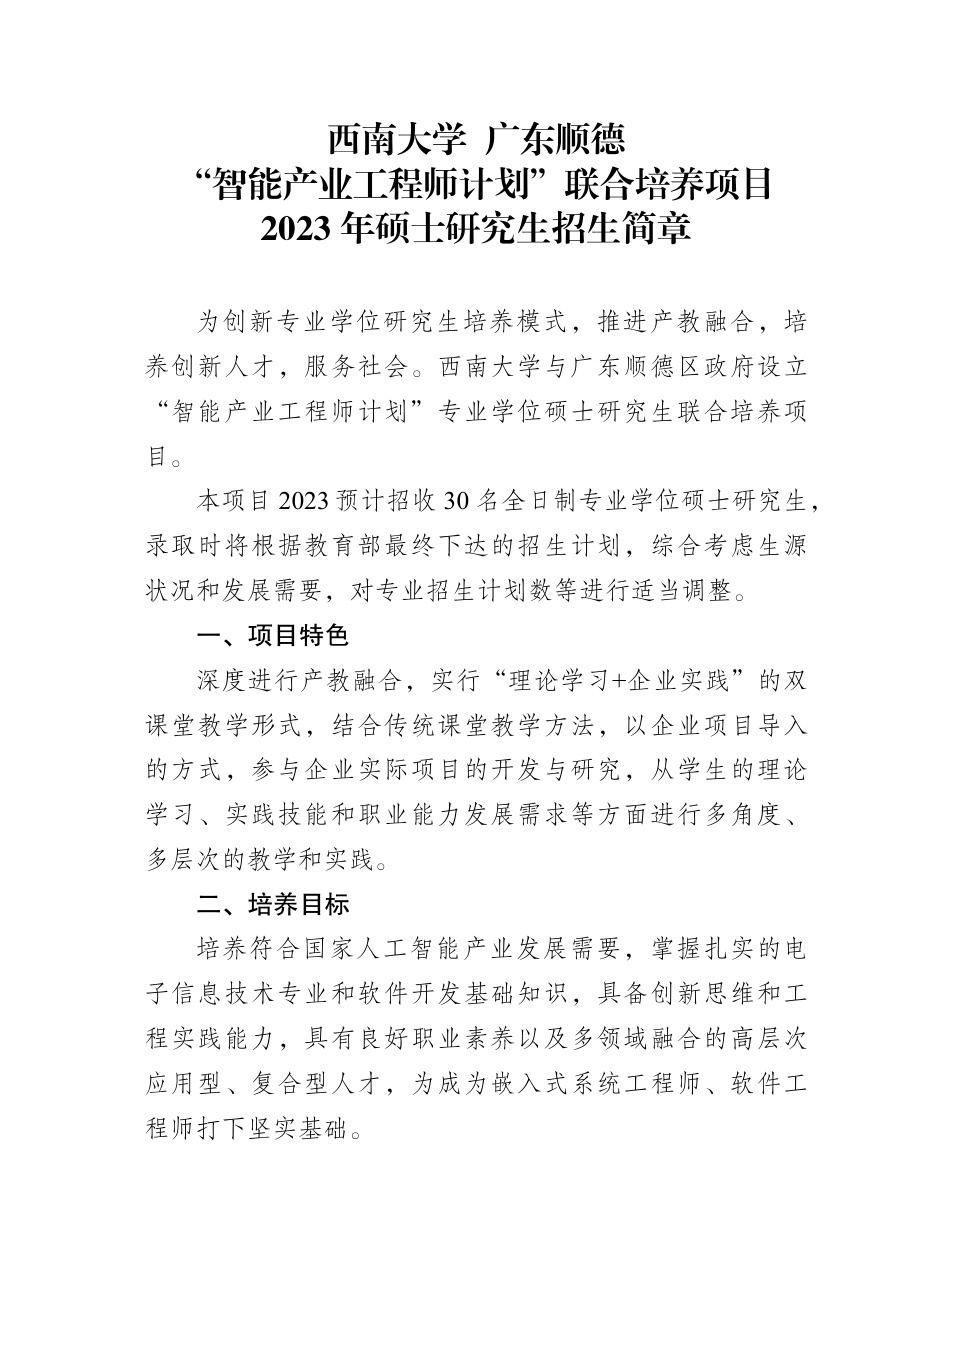 西南大学 广东顺德
“智能产业工程师计划”联合培养项目
2023 年硕士研究生招生简章
为创新专业学位研究生培养模式，推进产教融合，培
养创新人才，服务社会。西南大学与广东顺德区政府设立
“智能产业工程师计划”专业学位硕士研究生联合培养项
目。
本项目 2023 预计招收 30 名全日制专业学位硕士研究生，
录取时将根据教育部最终下达的招生计划，综合考虑生源
状况和发展需要，对专业招生计划数等进行适当调整。
一、项目特色
深度进行产教融合，实行“理论学习+企业实践”的双
课堂教学形式，结合传统课堂教学方法，以企业项目导入
的方式，参与企业实际项目的开发与研究，从学生的理论
学习、实践技能和职业能力发展需求等方面进行多角度、
多层次的教学和实践。
二、培养目标
培养符合国家人工智能产业发展需要，掌握扎实的电
子信息技术专业和软件开发基础知识，具备创新思维和工
程实践能力，具有良好职业素养以及多领域融合的高层次
应用型、复合型人才，为成为嵌入式系统工程师、软件工
程师打下坚实基础。